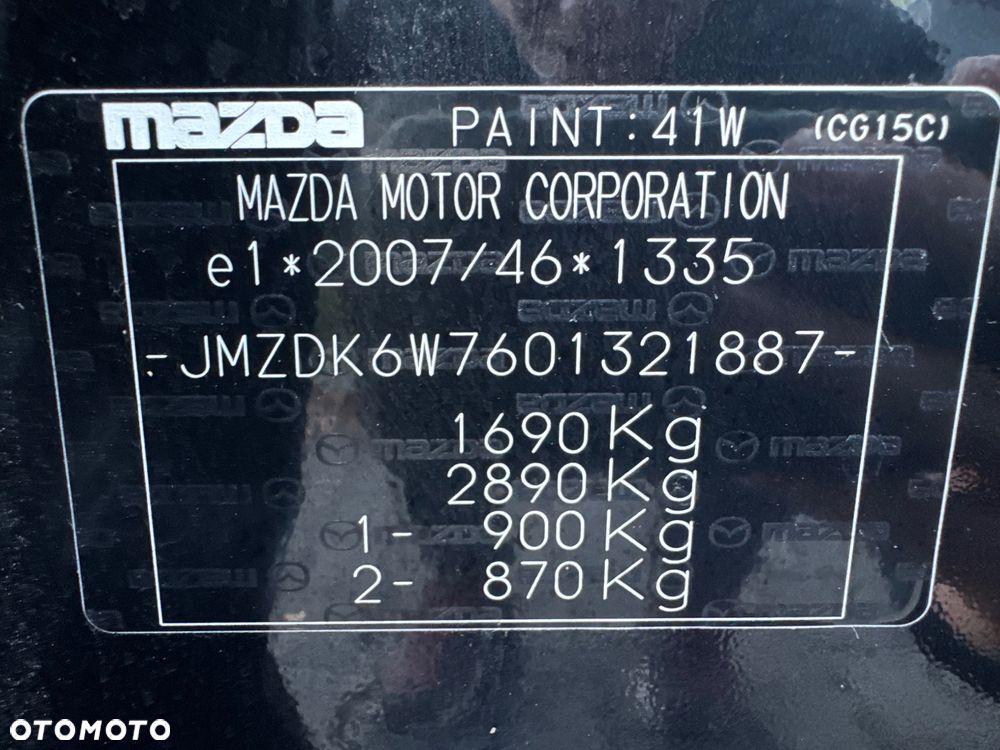 mazda PAINT:41W (CG15C)
MAZDA MOTOR CORPORATION
e1*2007/46*1335
-JMZDK6W7601321887-
1690Kg
2890Kg
1- 900Kg
2- 870Kg
OTOMOTO